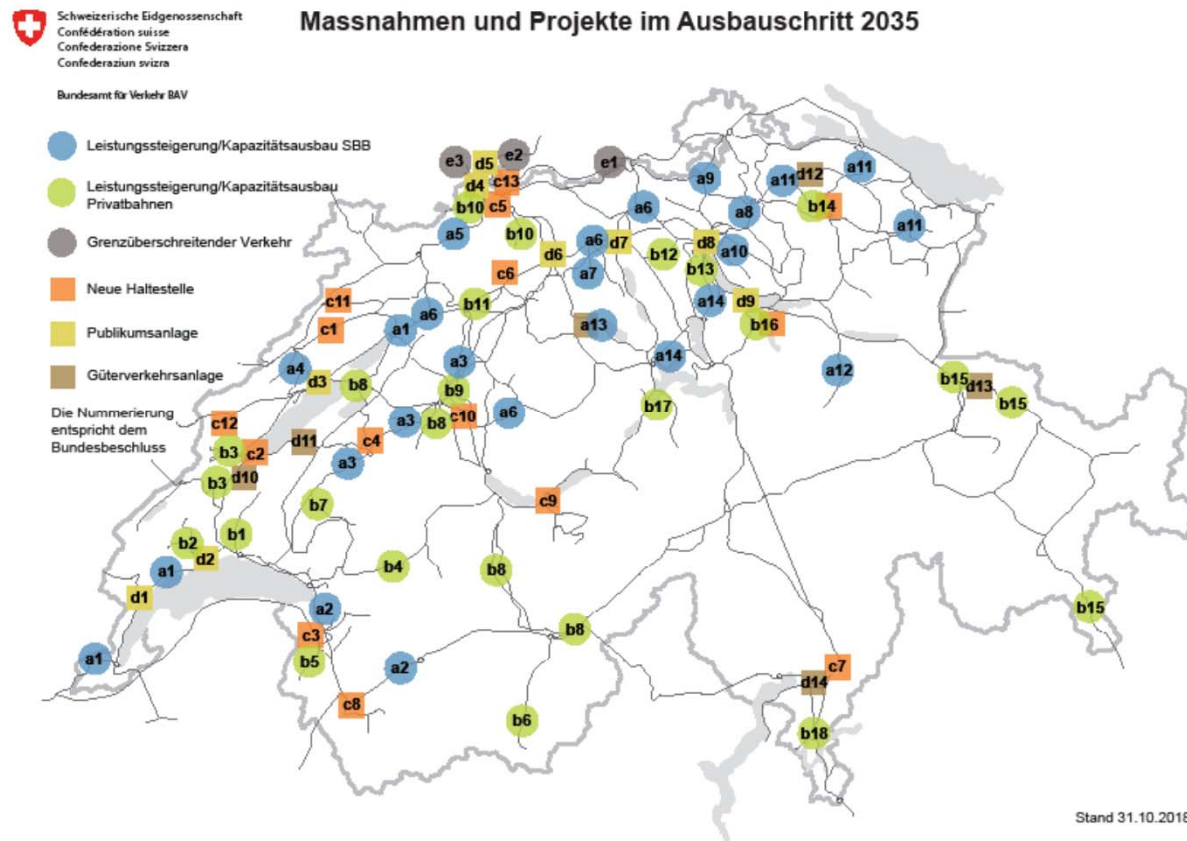 Schweizerische Eidgenossenschaft
Confédération suisse
Confederazione Svizzera
Confederaziun svizra
Bundesamt für Verkehr BAV
Massnahmen und Projekte im Ausbauschritt 2035
Leistungssteigerung/Kapazitätsausbau SBB
Leistungssteigerung/Kapazitätsausbau
Privatbahnen
Grenzüberschreitender Verkehr
Neue Haltestelle
Publikumsanlage
Güterverkehrsanlage
Die Nummerierung
entspricht dem
Bundesbeschluss
e3 d5 e2 e1
d4 c13
b10 c5
a5 b10
a9 a11 d12 a11
a6 a8 b14 a11
d6 a6 d7 b12 d8 a10
a7 b13
c6
c11 b11 a14 d9
c1 a1 a6 a13 b16
a4 a3 a14 a12
d3 b8 b9 b15 d13 b15
c12 a3 b8 c10 a6 b17
b3 c2 d11 c4
b3 d10 a3
b7 c9
b2 b1
a1 d2 b4 b8
d1 a2 b15
c3 b8
a1 b5 a2 c7
c8 d14
b6 b18
Stand 31.10.2018